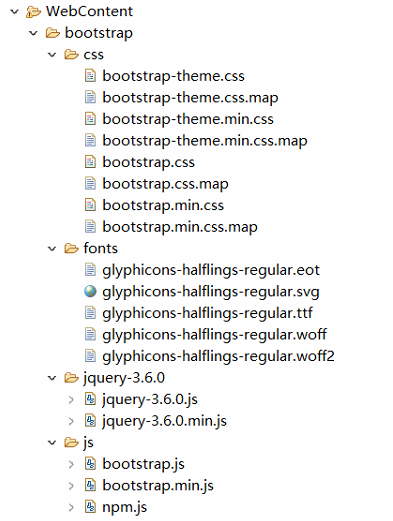 WebContent
bootstrap
css
bootstrap-theme.css
bootstrap-theme.css.map
bootstrap-theme.min.css
bootstrap-theme.min.css.map
bootstrap.css
bootstrap.css.map
bootstrap.min.css
bootstrap.min.css.map
fonts
glyphicons-halflings-regular.eot
glyphicons-halflings-regular.svg
glyphicons-halflings-regular.ttf
glyphicons-halflings-regular.woff
glyphicons-halflings-regular.woff2
jquery-3.6.0
jquery-3.6.0.js
jquery-3.6.0.min.js
js
bootstrap.js
bootstrap.min.js
npm.js